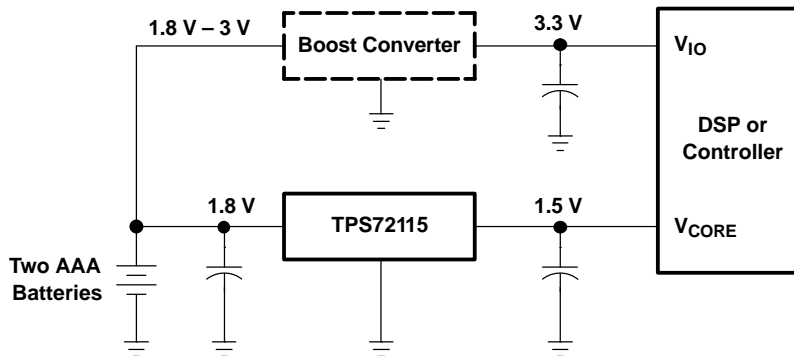 1.8 V – 3 V
Boost Converter
3.3 V
VIO
DSP or
Controller
1.8 V
TPS72115
1.5 V
VCORE
Two AAA
Batteries